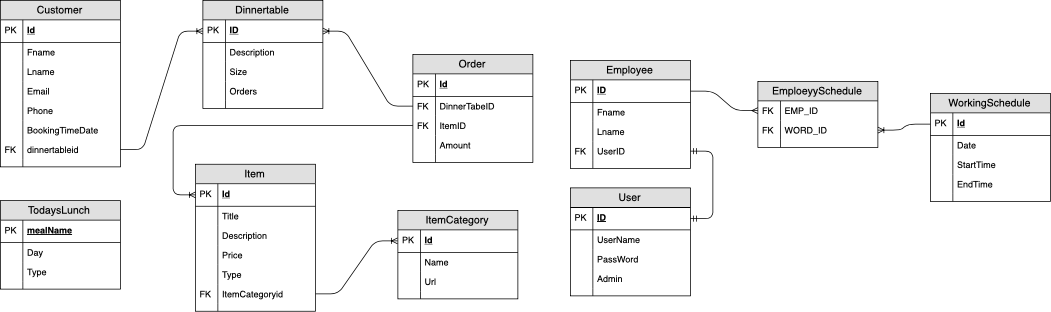 Customer
PK Id
Fname
Lname
Email
Phone
BookingTimeDate
FK dinnertableid
Dinnertable
PK ID
Description
Size
Orders
Order
PK Id
FK DinnerTabelD
FK ItemID
Amount
Employee
PK ID
Fname
Lname
FK UserID
EmploeyySchedule
FK EMP_ID
FK WORD_ID
WorkingSchedule
PK Id
Date
StartTime
EndTime
TodaysLunch
PK mealName
Day
Type
Item
PK Id
Title
Description
Price
Type
FK ItemCategoryid
ItemCategory
PK Id
Name
Url
User
PK ID
UserName
PassWord
Admin